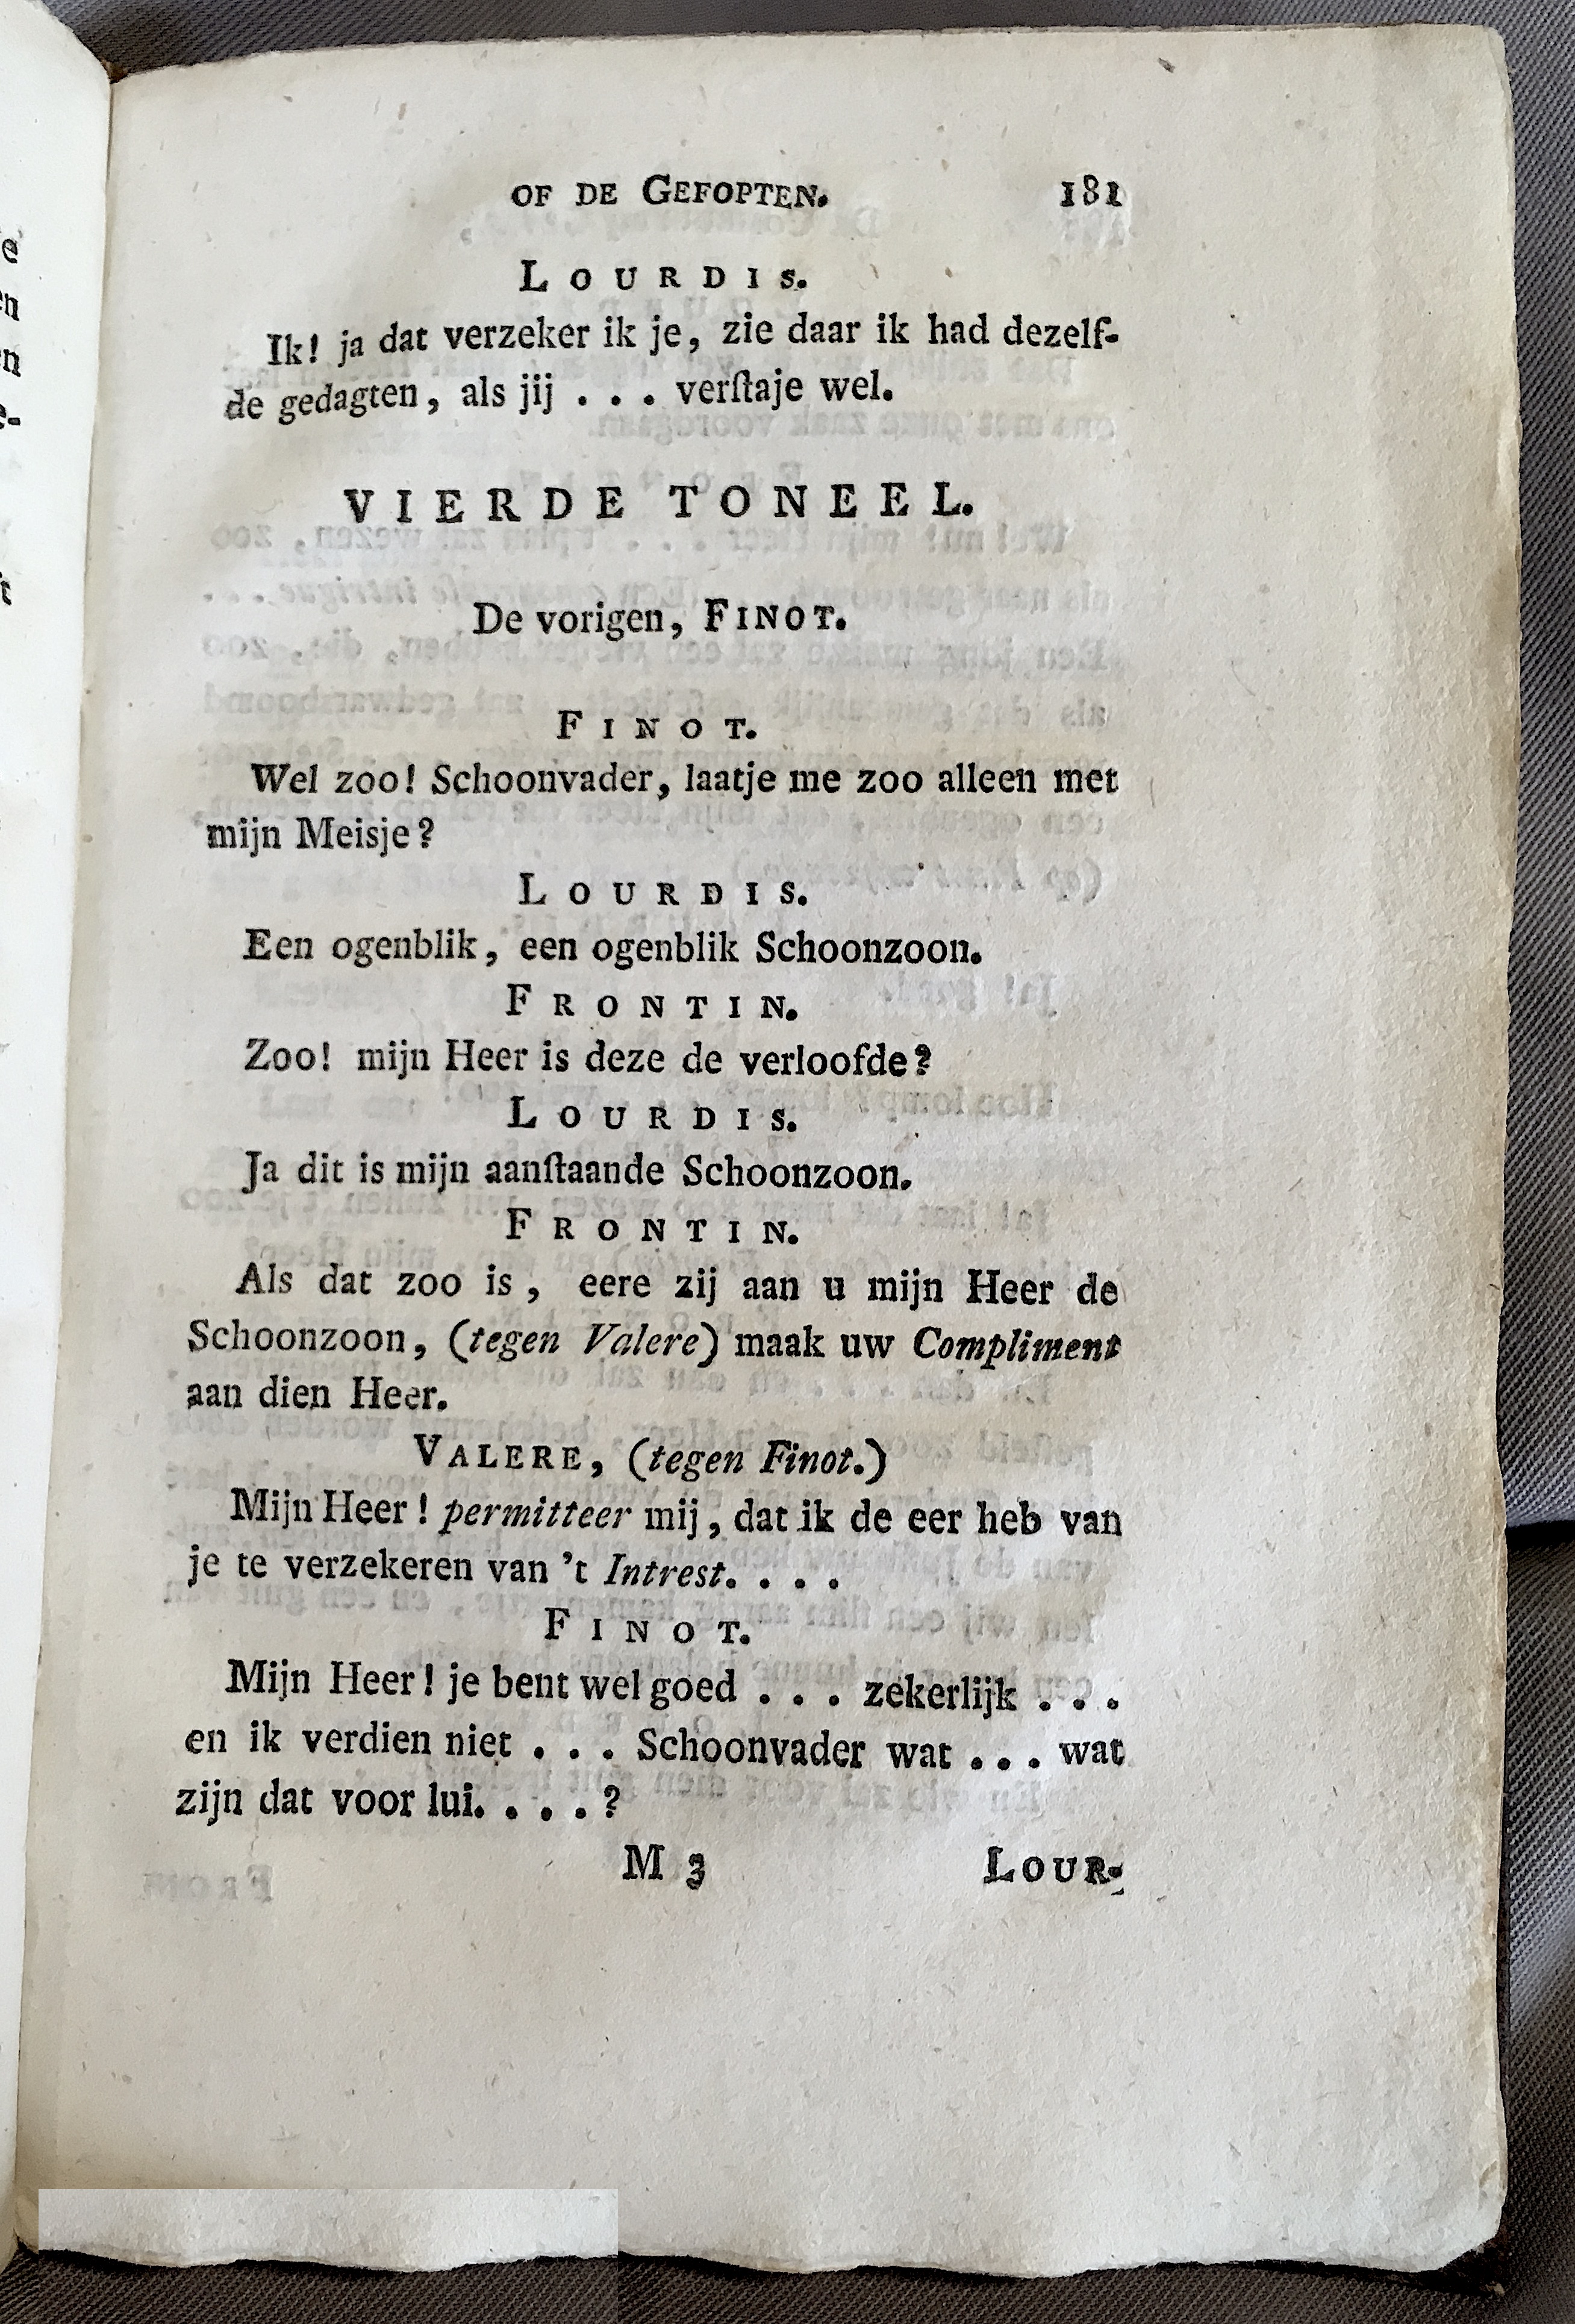 OF DE GEFOPTEN. 181
LOURDIS.
Ik! ja dat verzeker ik je, zie daar ik had dezelf-
de gedagten, als jij . . . verſtaje wel.
VIERDE TONEEL.
De vorigen, FINOT.
FINOT.
Wel zoo! Schoonvader, laatje me zoo alleen met
mijn Meisje?
LOURDIS.
Een ogenblik, een ogenblik Schoonzoon.
FRONTIN.
Zoo! mijn Heer is deze de verloofde?
LOURDIS.
Ja dit is mijn aanſtaande Schoonzoon.
FRONTIN.
Als dat zoo is, eere zij aan u mijn Heer de
Schoonzoon, (tegen Valere) maak uw Compliment
aan dien Heer.
VALERE, (tegen Finot.)
Mijn Heer! permitteer mij, dat ik de eer heb van
je te verzekeren van 't Intrest. . . .
FINOT.
Mijn Heer! je bent wel goed . . . zekerlijk . . .
en ik verdien niet . . . Schoonvader wat . . . wat
zijn dat voor lui. . . . ?
M 3 LOUR-